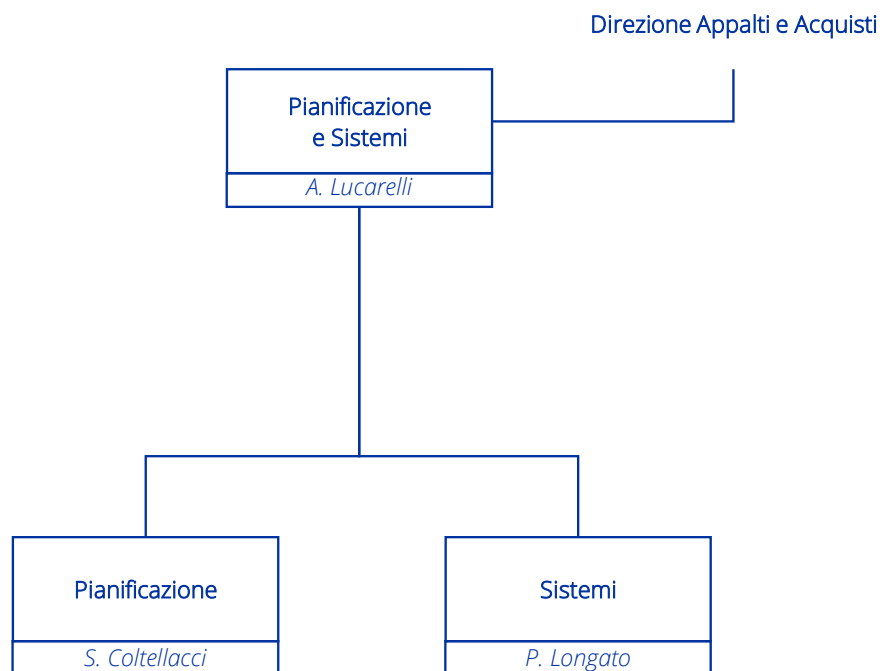 Direzione Appalti e Acquisti
Pianificazione
e Sistemi
A. Lucarelli
Pianificazione
S. Coltellacci
Sistemi
P. Longato